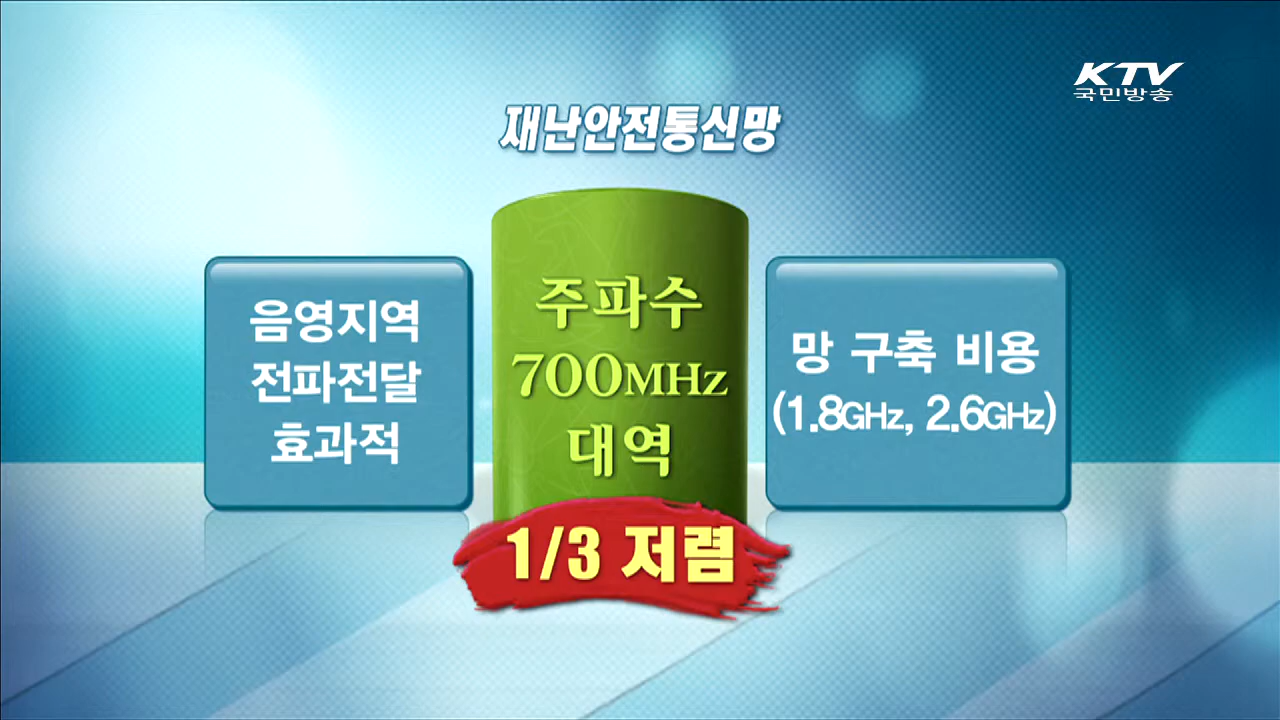 KTV
국민방송
재난안전통신망
음영지역
전파전달
효과적
주파수
700MHz
대역
1/3 저렴
망 구축 비용
(1.8GHz, 2.6GHz)